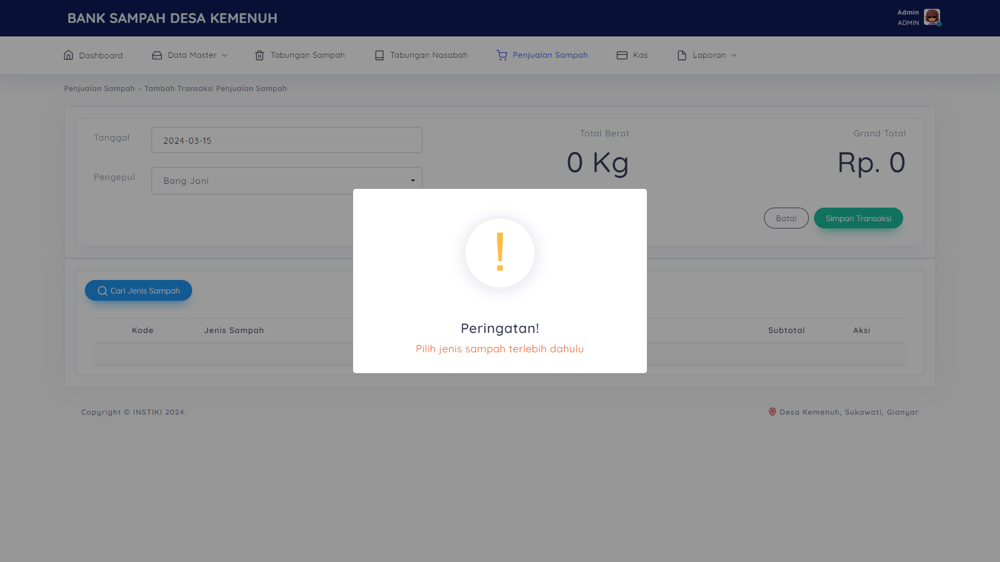 BANK SAMPAH DESA KEMENUH
Admin
ADMIN
Dashboard
Data Master
Tabungan Sampah
Tabungan Nasabah
Penjualan Sampah
Kas
Laporan
Penjualan Sampah • Tambah Transaksi Penjualan Sampah
Tanggal
2024-03-15
Pengepul
Bang Joni
Total Berat
0 Kg
Grand Total
Rp. 0
Batal
Simpan Transaksi
!
Peringatan!
Pilih jenis sampah terlebih dahulu
Cari Jenis Sampah
Kode
Jenis Sampah
Subtotal
Aksi
Copyright © INSTIKI 2024.
Desa Kemenuh, Sukawati, Gianyar